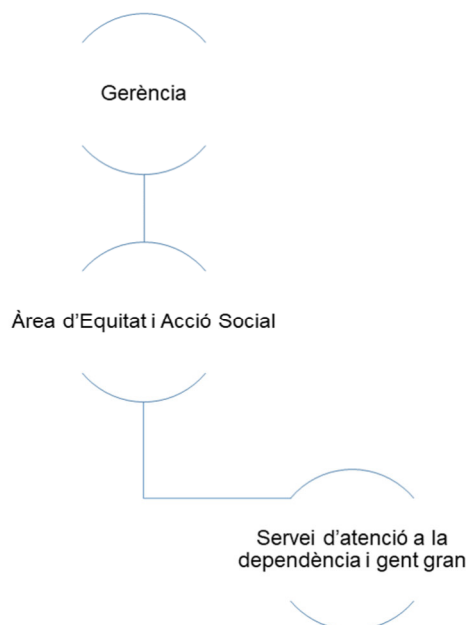 Gerència
Àrea d'Equitat i Acció Social
Servei d'atenció a la
dependència i gent gran